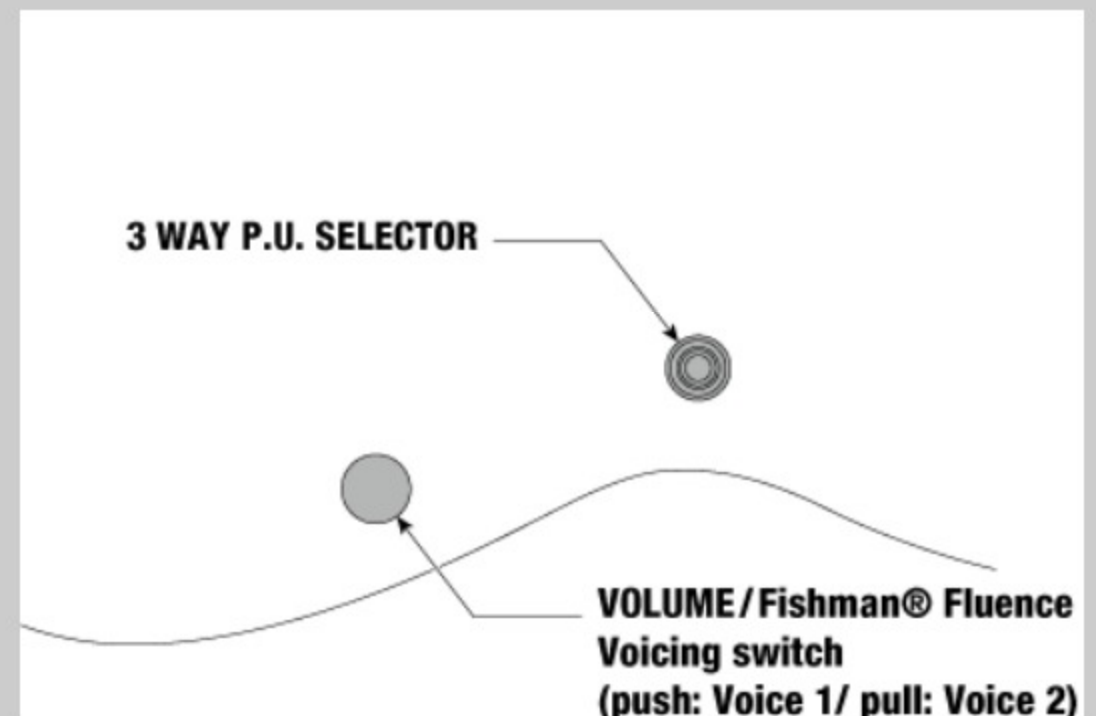 3 WAY P.U. SELECTOR
VOLUME/Fishman® Fluence
Voicing switch
(push: Voice 1/ pull: Voice 2)